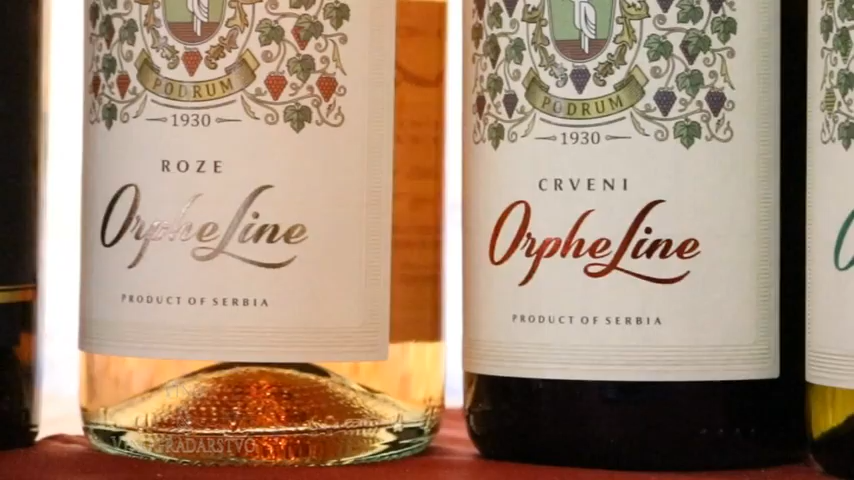 PODRUM
1930
ROZE
OrpheLine
PRODUCT OF SERBIA
PODRUM
1930
CRVENI
OrpheLine
PRODUCT OF SERBIA